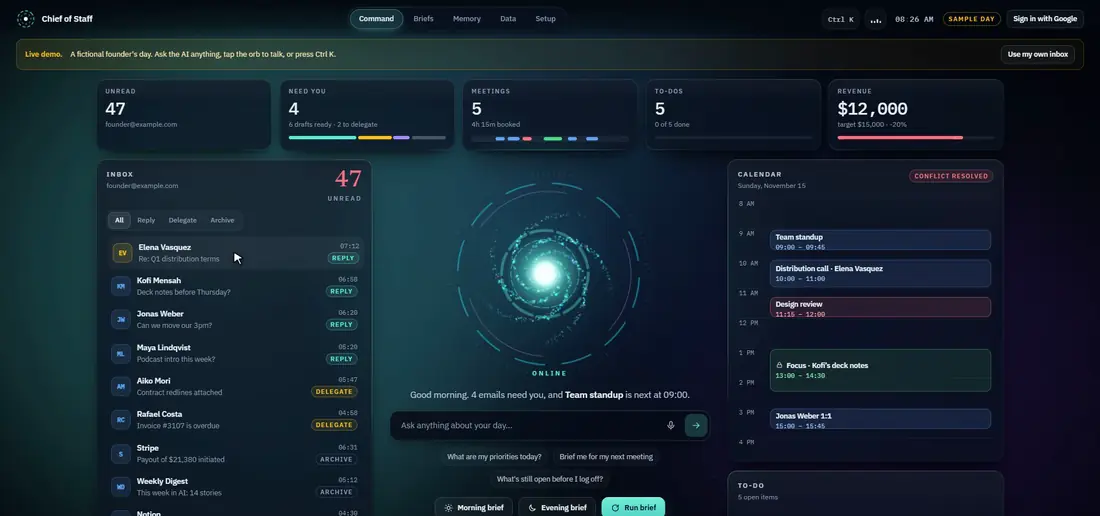 Chief of Staff
Command Briefs Memory Data Setup
Ctrl K
08:26 AM
SAMPLE DAY
Sign in with Google
Live demo. A fictional founder's day. Ask the AI anything, tap the orb to talk, or press Ctrl K.
Use my own inbox
UNREAD
47
founder@example.com
NEED YOU
4
6 drafts ready · 2 to delegate
MEETINGS
5
4h 15m booked
TO-DOS
5
0 of 5 done
REVENUE
$12,000
target $15,000 · -20%
INBOX
founder@example.com
47
UNREAD
All Reply Delegate Archive
EV Elena Vasquez 07:12
Re: Q1 distribution terms REPLY
KM Kofi Mensah 06:58
Deck notes before Thursday? REPLY
JW Jonas Weber 06:20
Can we move our 3pm? REPLY
ML Maya Lindqvist 05:20
Podcast intro this week? REPLY
AM Aiko Mori 05:47
Contract redlines attached DELEGATE
RC Rafael Costa 04:58
Invoice #3107 is overdue DELEGATE
S Stripe 06:31
Payout of $21,380 initiated ARCHIVE
WD Weekly Digest 05:12
This week in AI: 14 stories ARCHIVE
Notion 04:30
ONLINE
Good morning. 4 emails need you, and Team standup is next at 09:00.
Ask anything about your day...
What are my priorities today? Brief me for my next meeting
What's still open before I log off?
Morning brief Evening brief Run brief
CALENDAR
Sunday, November 15
CONFLICT RESOLVED
8 AM
9 AM
Team standup
09:00 – 09:45
10 AM
Distribution call · Elena Vasquez
10:00 – 11:00
11 AM
Design review
11:15 – 12:00
12 PM
1 PM
Focus · Kofi's deck notes
13:00 – 14:30
2 PM
3 PM
Jonas Weber 1:1
15:00 – 15:45
4 PM
TO-DO
5 open items